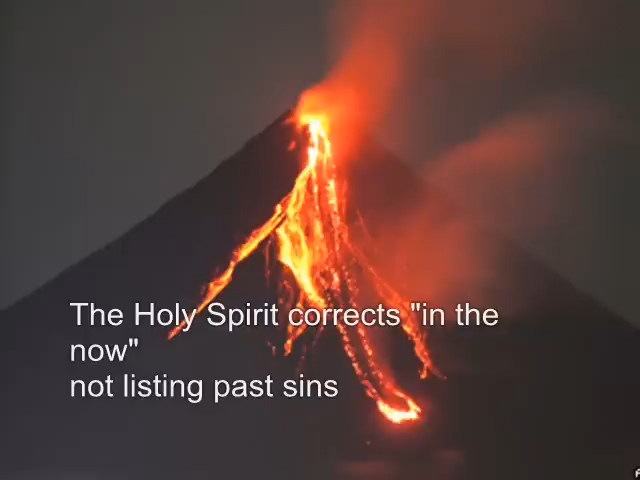 The Holy Spirit corrects "in the
now"
not listing past sins